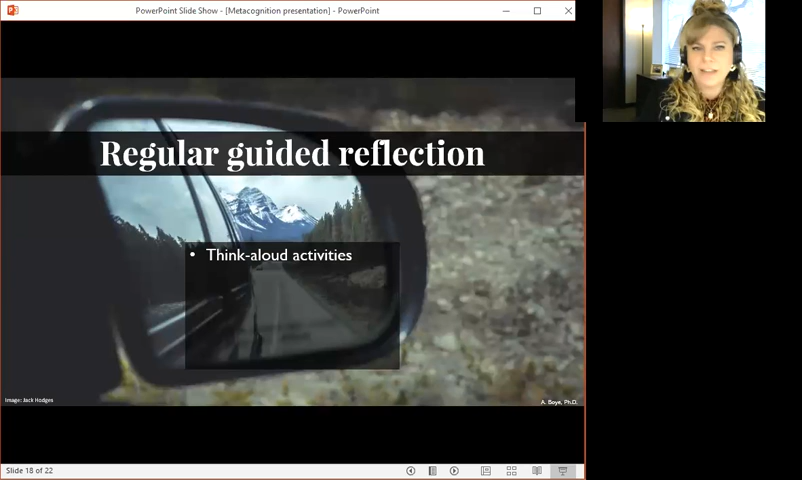 PowerPoint Slide Show - [Metacognition presentation] - PowerPoint
Regular guided reflection
• Think-aloud activities
Image: Jack Hodges
A. Soye, Ph.D.
Slide 18 of 22